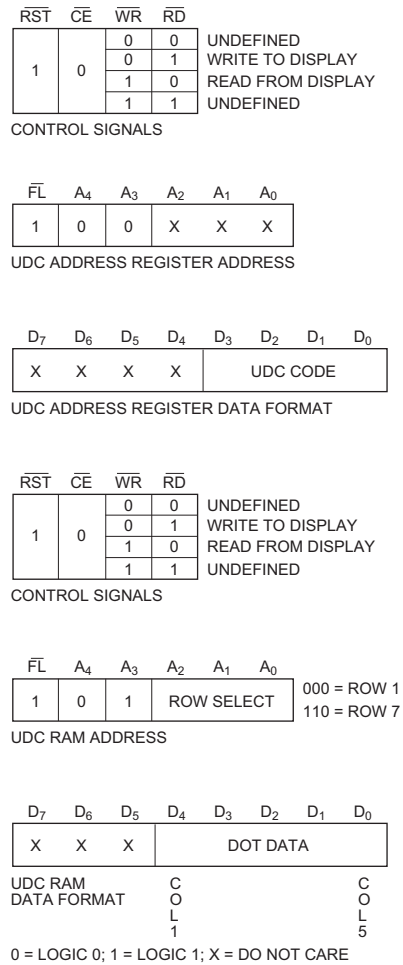 RST CE WR RD
0 0 UNDEFINED
0 1 WRITE TO DISPLAY
1 0 1 0 READ FROM DISPLAY
1 1 UNDEFINED
CONTROL SIGNALS
FL A4 A3 A2 A1 A0
1 0 0 X X X
UDC ADDRESS REGISTER ADDRESS
D7 D6 D5 D4 D3 D2 D1 D0
X X X X UDC CODE
UDC ADDRESS REGISTER DATA FORMAT
RST CE WR RD
0 0 UNDEFINED
0 1 WRITE TO DISPLAY
1 0 1 0 READ FROM DISPLAY
1 1 UNDEFINED
CONTROL SIGNALS
FL A4 A3 A2 A1 A0
1 0 1 ROW SELECT 000 = ROW 1
110 = ROW 7
UDC RAM ADDRESS
D7 D6 D5 D4 D3 D2 D1 D0
X X X DOT DATA
UDC RAM C C
DATA FORMAT O O
L L
1 5
0 = LOGIC 0; 1 = LOGIC 1; X = DO NOT CARE